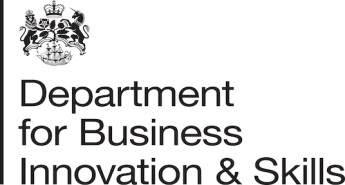 Department
for Business
Innovation & Skills